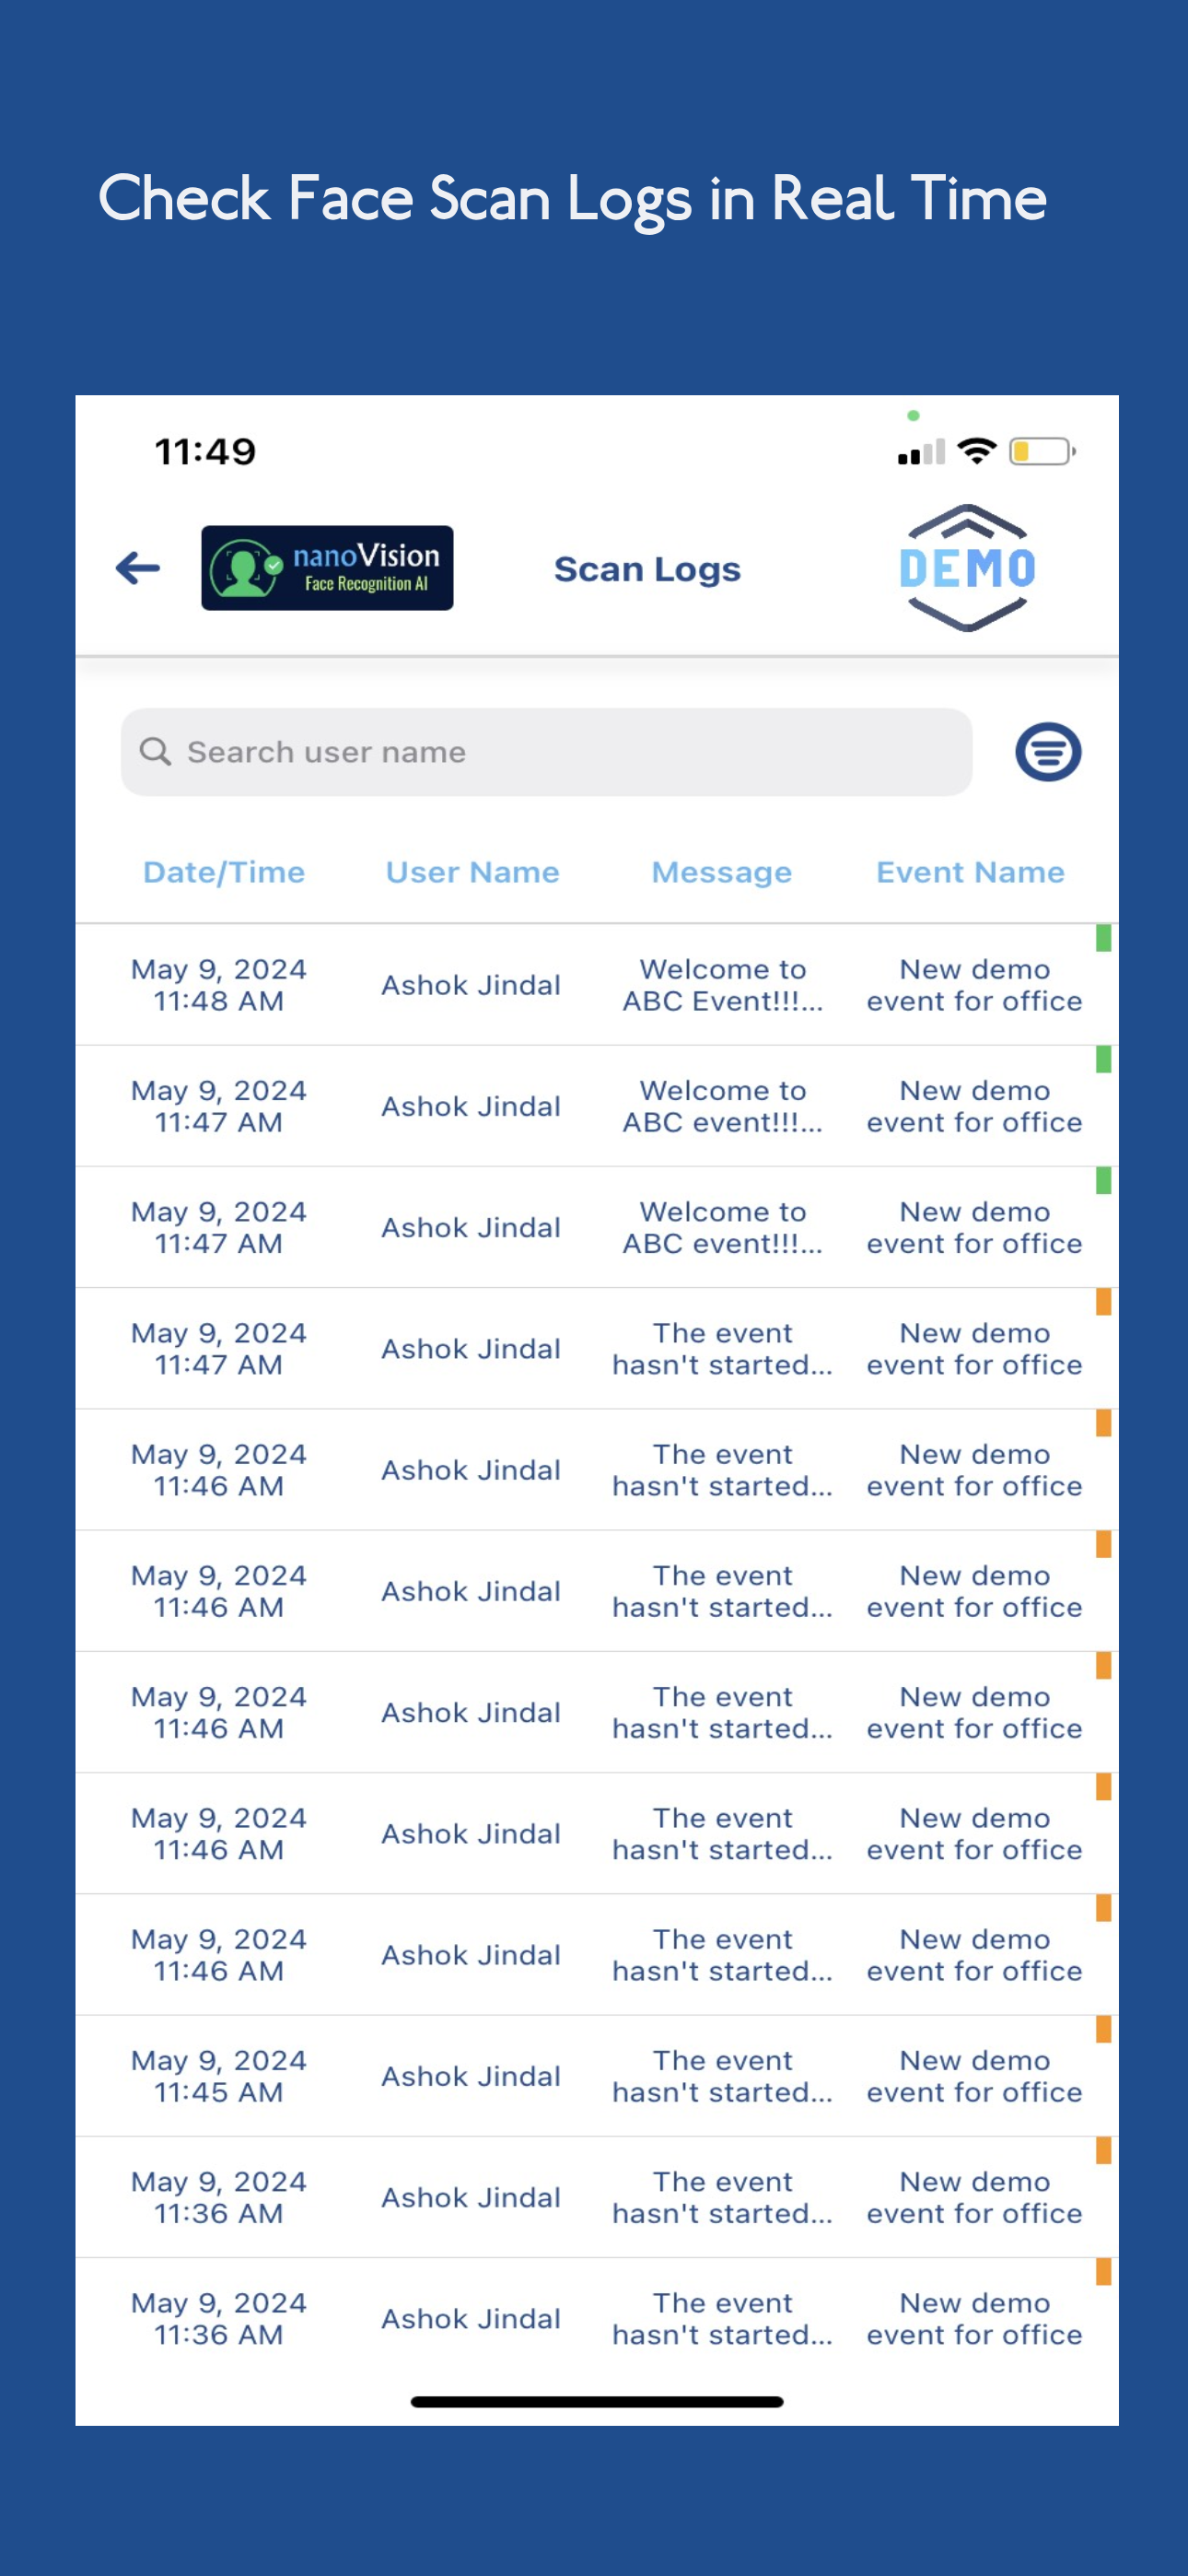 Check Face Scan Logs in Real Time
11:49
nanoVision
Face Recognition AI
Scan Logs
DEMO
Search user name
Date/Time User Name Message Event Name
May 9, 2024
11:48 AM
Ashok Jindal
Welcome to
ABC Event!!!...
New demo
event for office
May 9, 2024
11:47 AM
Ashok Jindal
Welcome to
ABC event!!!...
New demo
event for office
May 9, 2024
11:47 AM
Ashok Jindal
Welcome to
ABC event!!!...
New demo
event for office
May 9, 2024
11:47 AM
Ashok Jindal
The event
hasn't started...
New demo
event for office
May 9, 2024
11:46 AM
Ashok Jindal
The event
hasn't started...
New demo
event for office
May 9, 2024
11:46 AM
Ashok Jindal
The event
hasn't started...
New demo
event for office
May 9, 2024
11:46 AM
Ashok Jindal
The event
hasn't started...
New demo
event for office
May 9, 2024
11:46 AM
Ashok Jindal
The event
hasn't started...
New demo
event for office
May 9, 2024
11:46 AM
Ashok Jindal
The event
hasn't started...
New demo
event for office
May 9, 2024
11:45 AM
Ashok Jindal
The event
hasn't started...
New demo
event for office
May 9, 2024
11:36 AM
Ashok Jindal
The event
hasn't started...
New demo
event for office
May 9, 2024
11:36 AM
Ashok Jindal
The event
hasn't started...
New demo
event for office